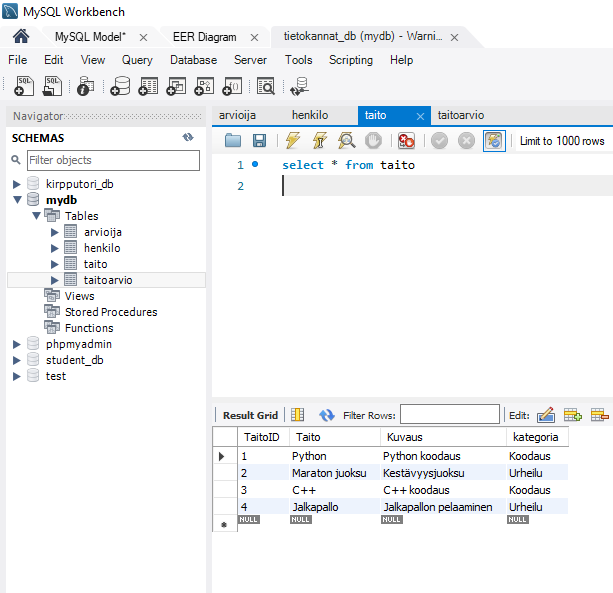 MySQL Workbench
MySQL Model* EER Diagram tietokannat_db (mydb) - Warni...
File Edit View Query Database Server Tools Scripting Help
SQL SQL
Navigator
SCHEMAS
Filter objects
kirpputori_db
mydb
Tables
arvioija
henkilo
taito
taitoarvio
Views
Stored Procedures
Functions
phpmyadmin
student_db
test
arvioija henkilo taito taitoarvio
Limit to 1000 rows
1 select * from taito
2
Result Grid Filter Rows: Edit:
TaitoID Taito Kuvaus kategoria
1 Python Python koodaus Koodaus
2 Maraton juoksu Kestävyysjuoksu Urheilu
3 C++ C++ koodaus Koodaus
4 Jalkapallo Jalkapallon pelaaminen Urheilu
NULL NULL NULL NULL